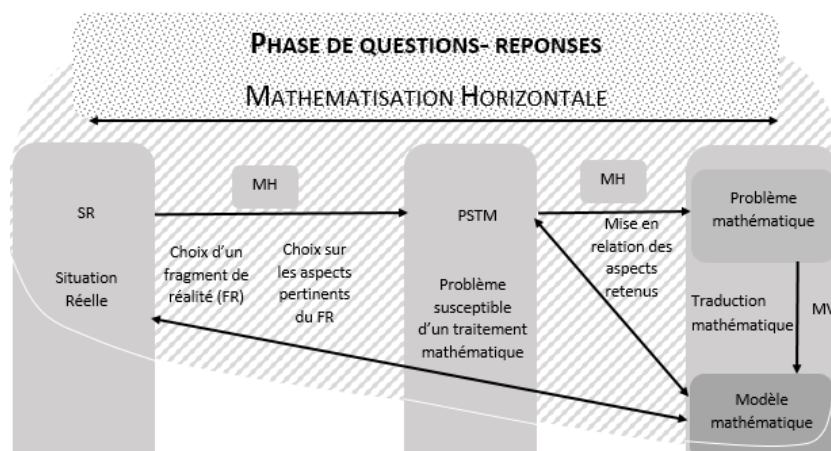 PHASE DE QUESTIONS- REPONSES
MATHEMATISATION HORIZONTALE
MH
SR
Situation
Réelle
Choix d’un
fragment de
réalité (FR)
Choix sur
les aspects
pertinents
du FR
PSTM
Problème
susceptible
d’un traitement
mathématique
MH
Mise en
relation des
aspects
retenus
Problème
mathématique
Traduction
mathématique
MV
Modèle
mathématique